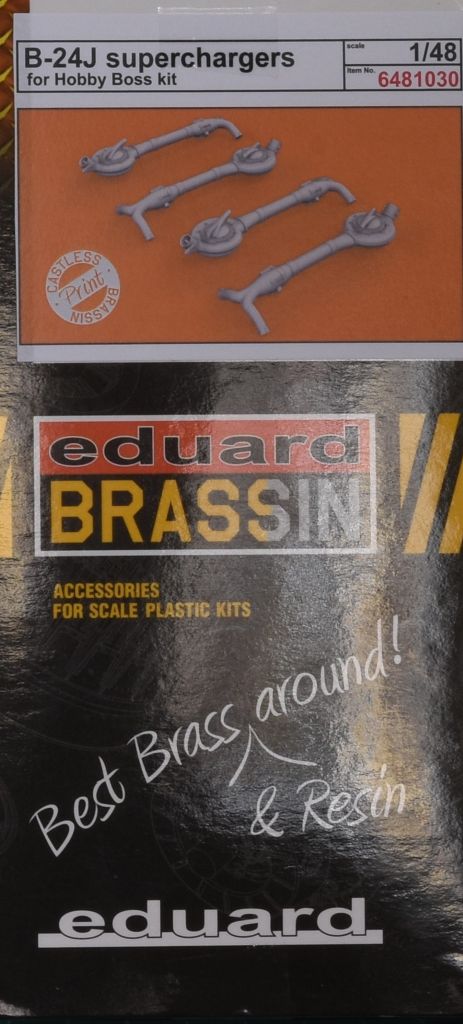 B-24J superchargers
for Hobby Boss kit
scale
1/48
Item No.
6481030
CASTLESS
Print
BRASSIN
eduard
BRASSIN
ACCESSORIES
FOR SCALE PLASTIC KITS
Best Brass around!
& Resin
eduard